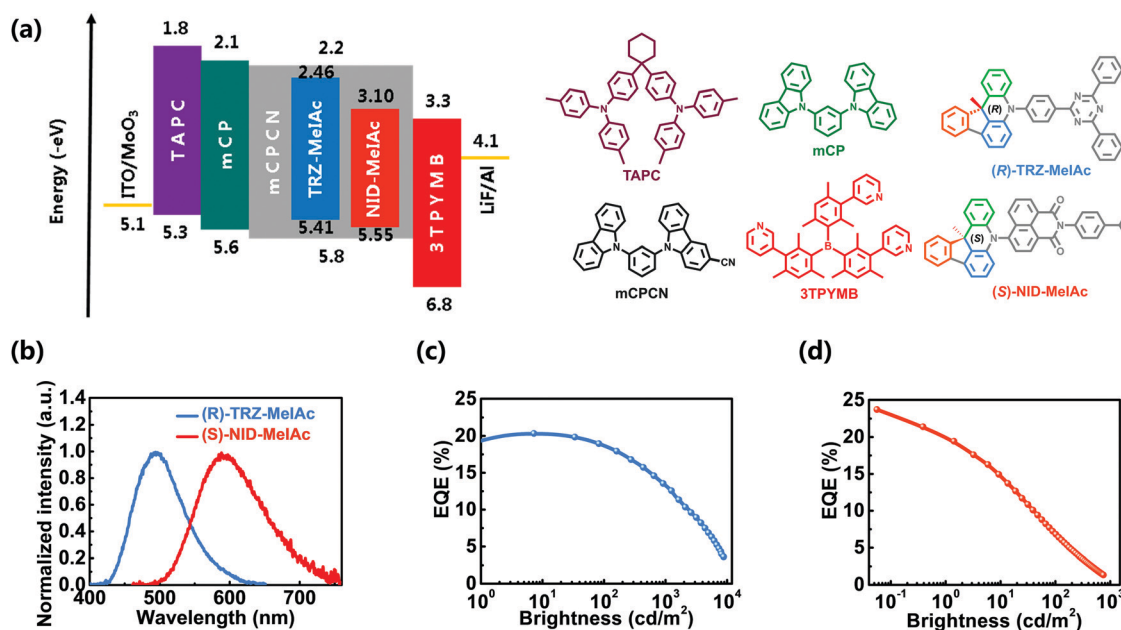 (a)
Energy (-eV)
ITO/MoO3
5.1
1.8
TAPC
5.3
2.1
mCP
5.6
2.2
mCPCN
5.8
2.46
TRZ-MeIAc
5.41
3.10
NID-MeIAc
5.55
3.3
3TPYMB
6.8
4.1
LiF/Al
N
N
TAPC
N
N
mCP
(R)
N
N
N
N
(R)-TRZ-MeIAc
N
N
CN
mCPCN
N
N
B
N
3TPYMB
(S)
N
O
N
O
(S)-NID-MeIAc
(b)
Normalized intensity (a.u.)
1.4
1.2
1.0
0.8
0.6
0.4
0.2
0.0
(R)-TRZ-MeIAc
(S)-NID-MeIAc
400 500 600 700
Wavelength (nm)
(c)
EQE (%)
25
20
15
10
5
0
10^0 10^1 10^2 10^3 10^4
Brightness (cd/m^2)
(d)
EQE (%)
25
20
15
10
5
0
10^-1 10^0 10^1 10^2 10^3
Brightness (cd/m^2)